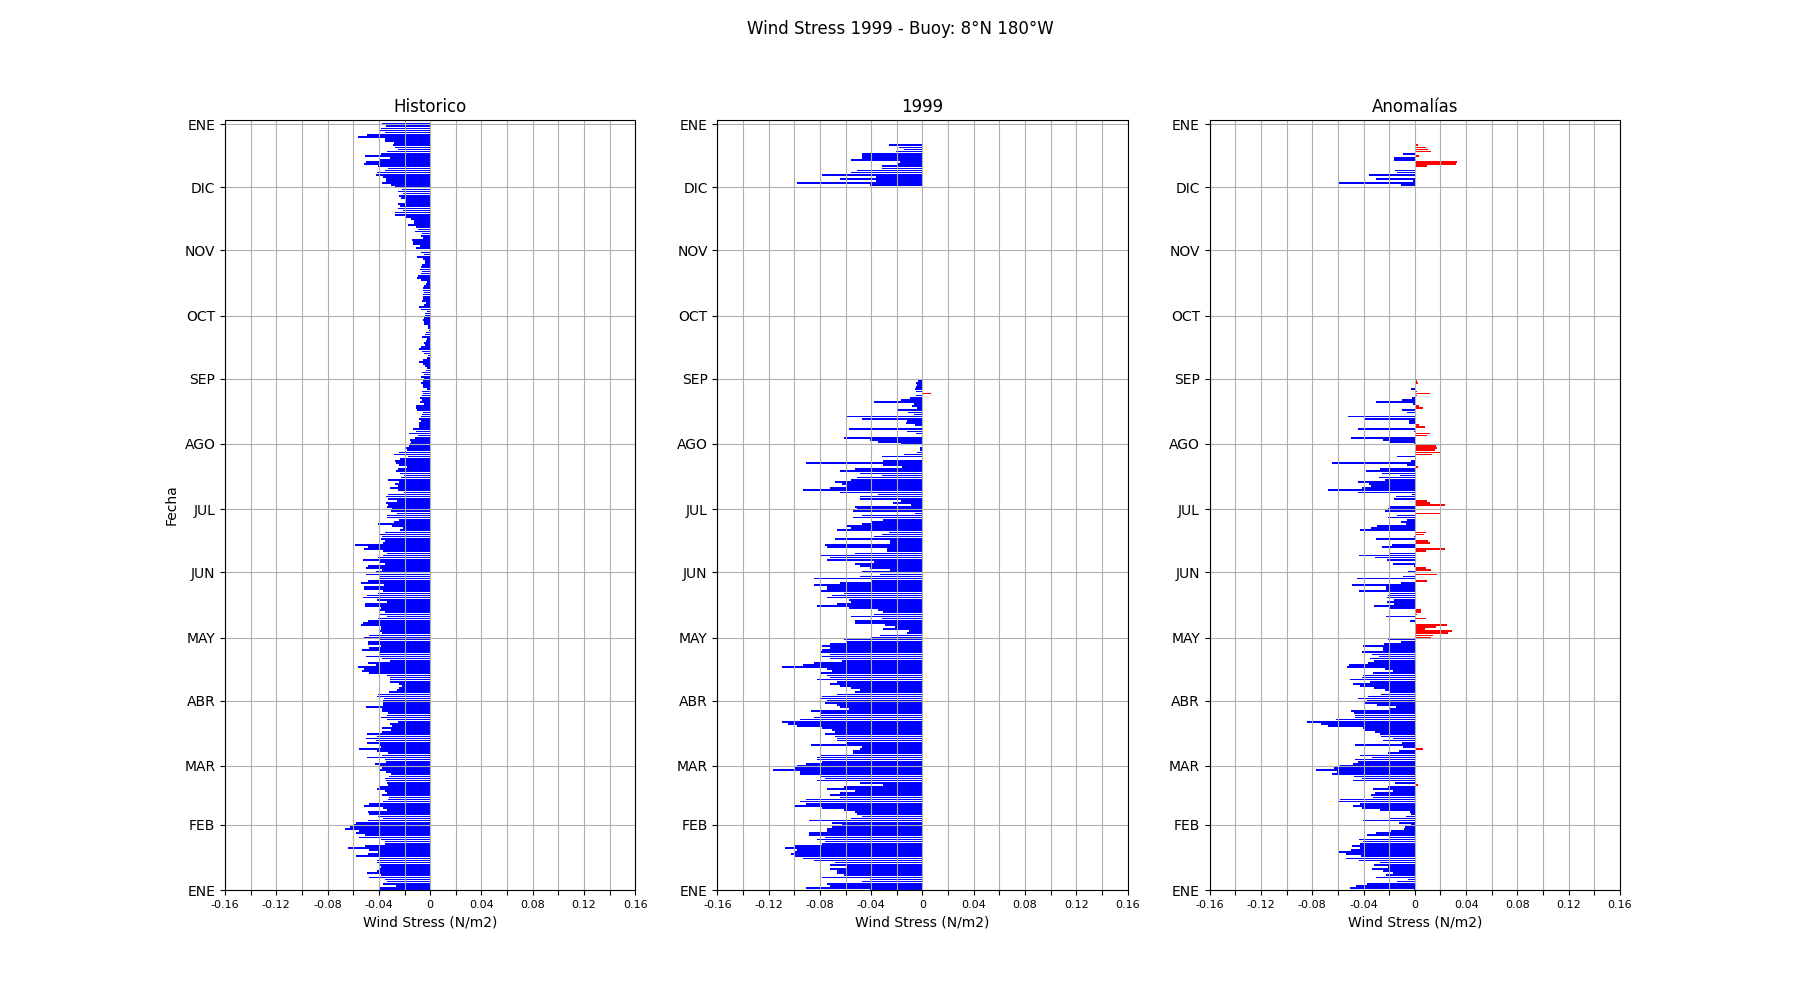 Wind Stress 1999 - Buoy: 8°N 180°W
Historico
1999
Anomalías
Fecha
ENE
DIC
NOV
OCT
SEP
AGO
JUL
JUN
MAY
ABR
MAR
FEB
ENE
-0.16 -0.12 -0.08 -0.04 0 0.04 0.08 0.12 0.16
Wind Stress (N/m2)
ENE
DIC
NOV
OCT
SEP
AGO
JUL
JUN
MAY
ABR
MAR
FEB
ENE
-0.16 -0.12 -0.08 -0.04 0 0.04 0.08 0.12 0.16
Wind Stress (N/m2)
ENE
DIC
NOV
OCT
SEP
AGO
JUL
JUN
MAY
ABR
MAR
FEB
ENE
-0.16 -0.12 -0.08 -0.04 0 0.04 0.08 0.12 0.16
Wind Stress (N/m2)